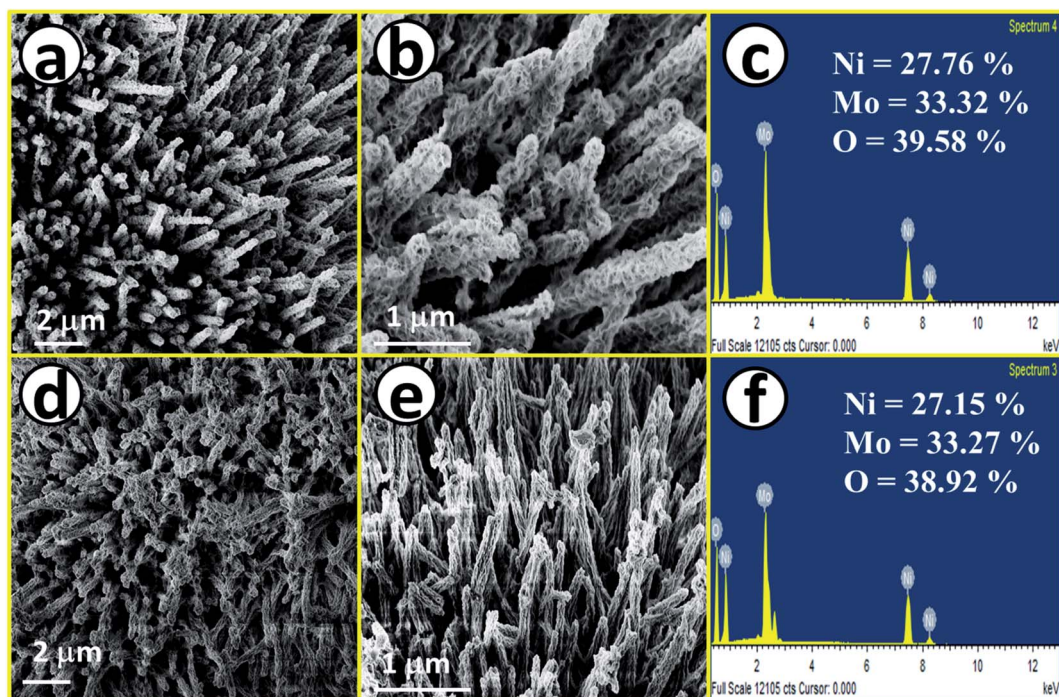 a
2 μm
b
1 μm
c
Spectrum 4
Ni = 27.76 %
Mo = 33.32 %
O = 39.58 %
O
Ni
Mo
Ni
Ni
2 4 6 8 10 12
Full Scale 12105 cts Cursor: 0.000 keV
d
2 μm
e
1 μm
f
Spectrum 3
Ni = 27.15 %
Mo = 33.27 %
O = 38.92 %
O
Ni
Mo
Ni
Ni
2 4 6 8 10 12
Full Scale 12105 cts Cursor: 0.000 keV